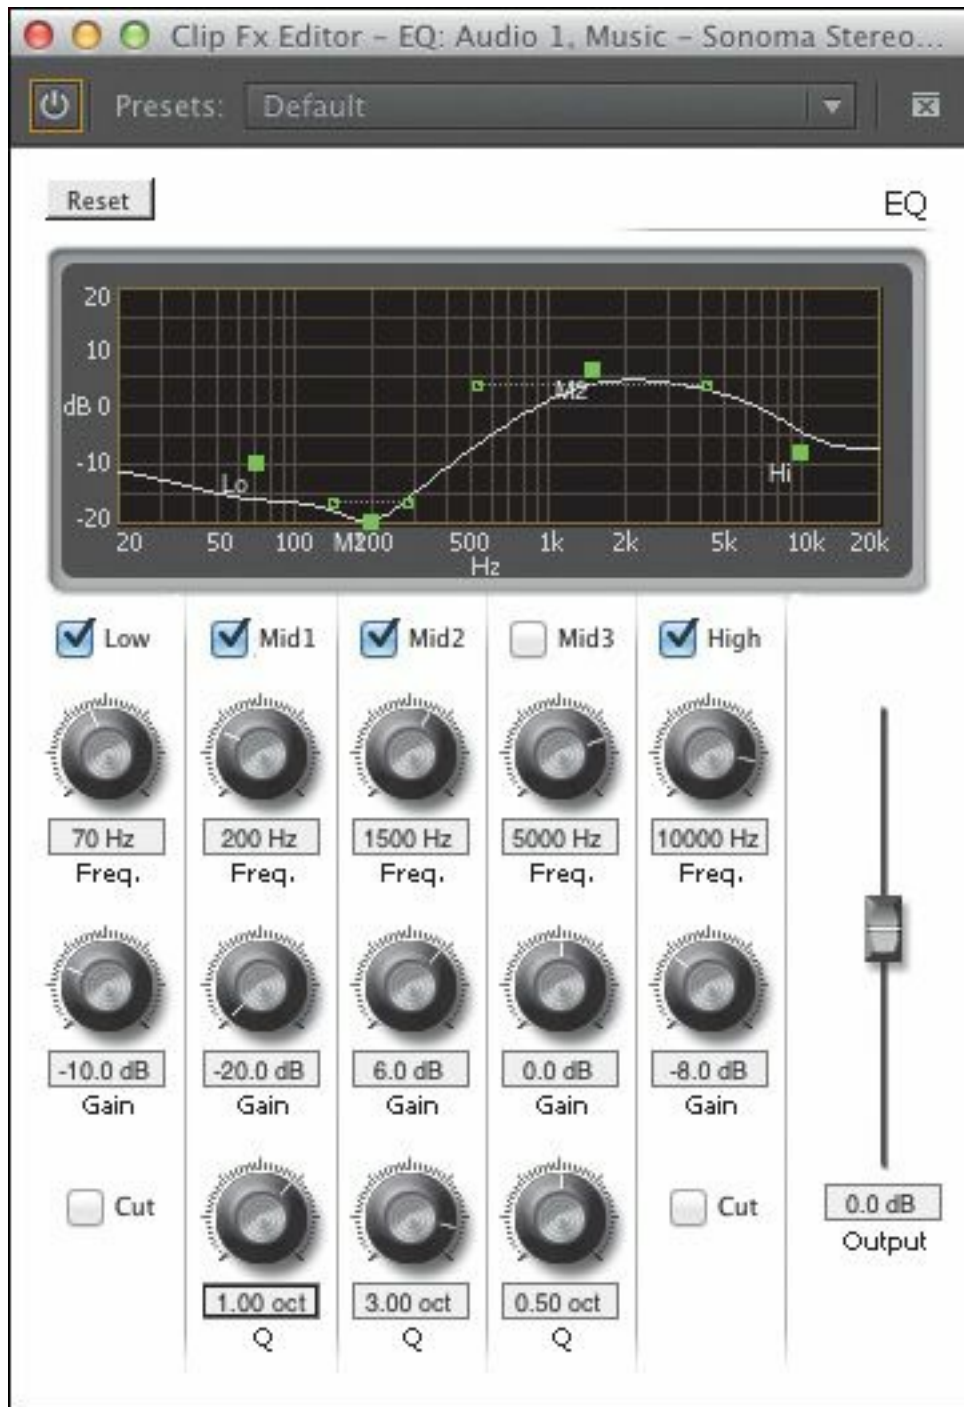 Clip Fx Editor – EQ: Audio 1, Music – Sonoma Stereo...
Presets: Default
Reset
EQ
20
10
dB 0
-10
-20
M2
Lo
Hi
20 50 100 M1 200 500 1k 2k 5k 10k 20k
Hz
Low Mid1 Mid2 Mid3 High
70 Hz 200 Hz 1500 Hz 5000 Hz 10000 Hz
Freq. Freq. Freq. Freq. Freq.
-10.0 dB -20.0 dB 6.0 dB 0.0 dB -8.0 dB
Gain Gain Gain Gain Gain
Cut Cut 0.0 dB
Output
1.00 oct 3.00 oct 0.50 oct
Q Q Q